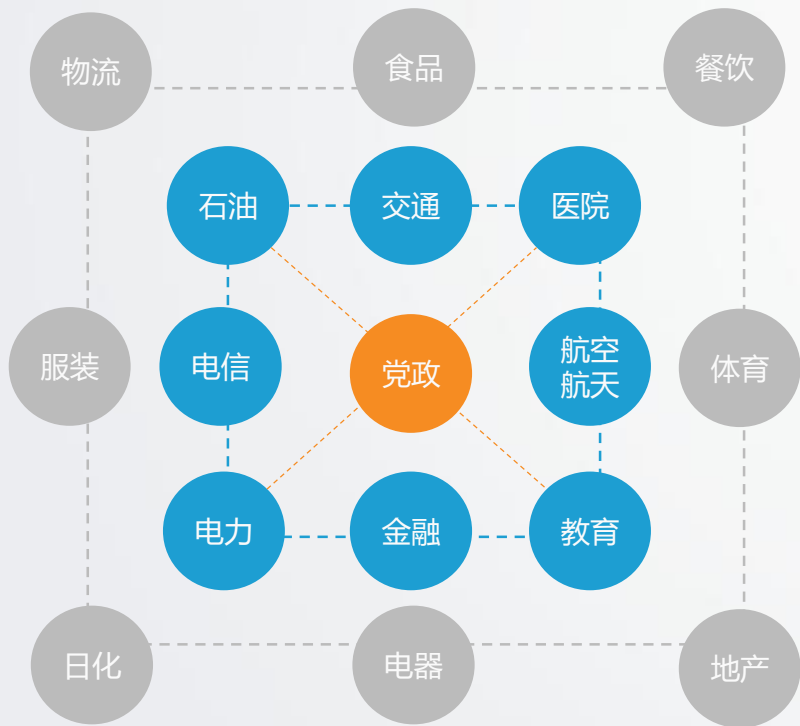 物流
食品
餐饮
石油
交通
医院
服装
电信
党政
航空
航天
体育
电力
金融
教育
日化
电器
地产